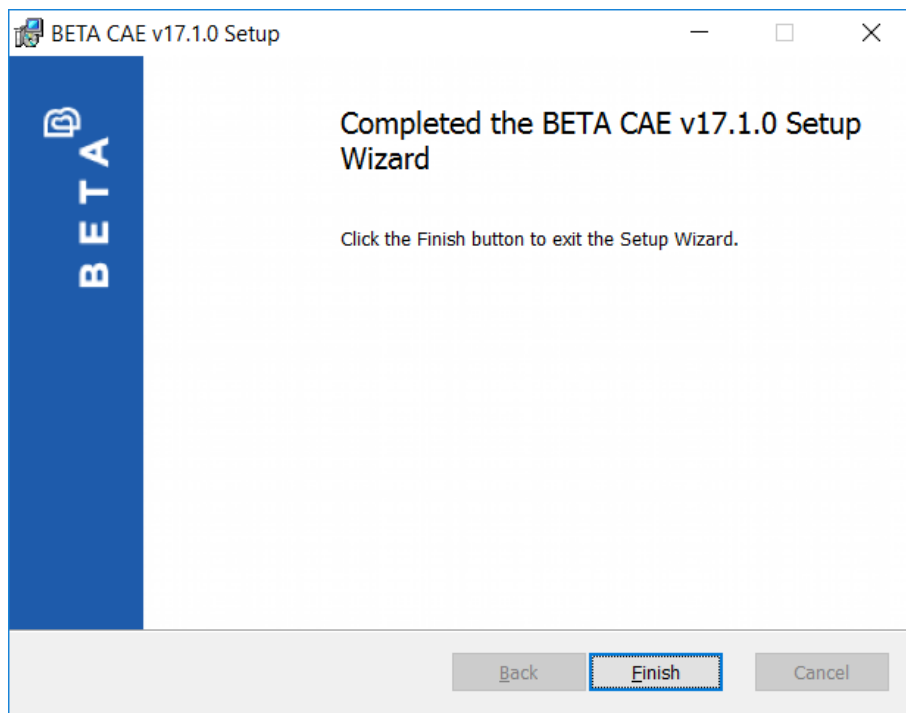 BETA CAE v17.1.0 Setup
BETA
Completed the BETA CAE v17.1.0 Setup
Wizard
Click the Finish button to exit the Setup Wizard.
Back
Finish
Cancel